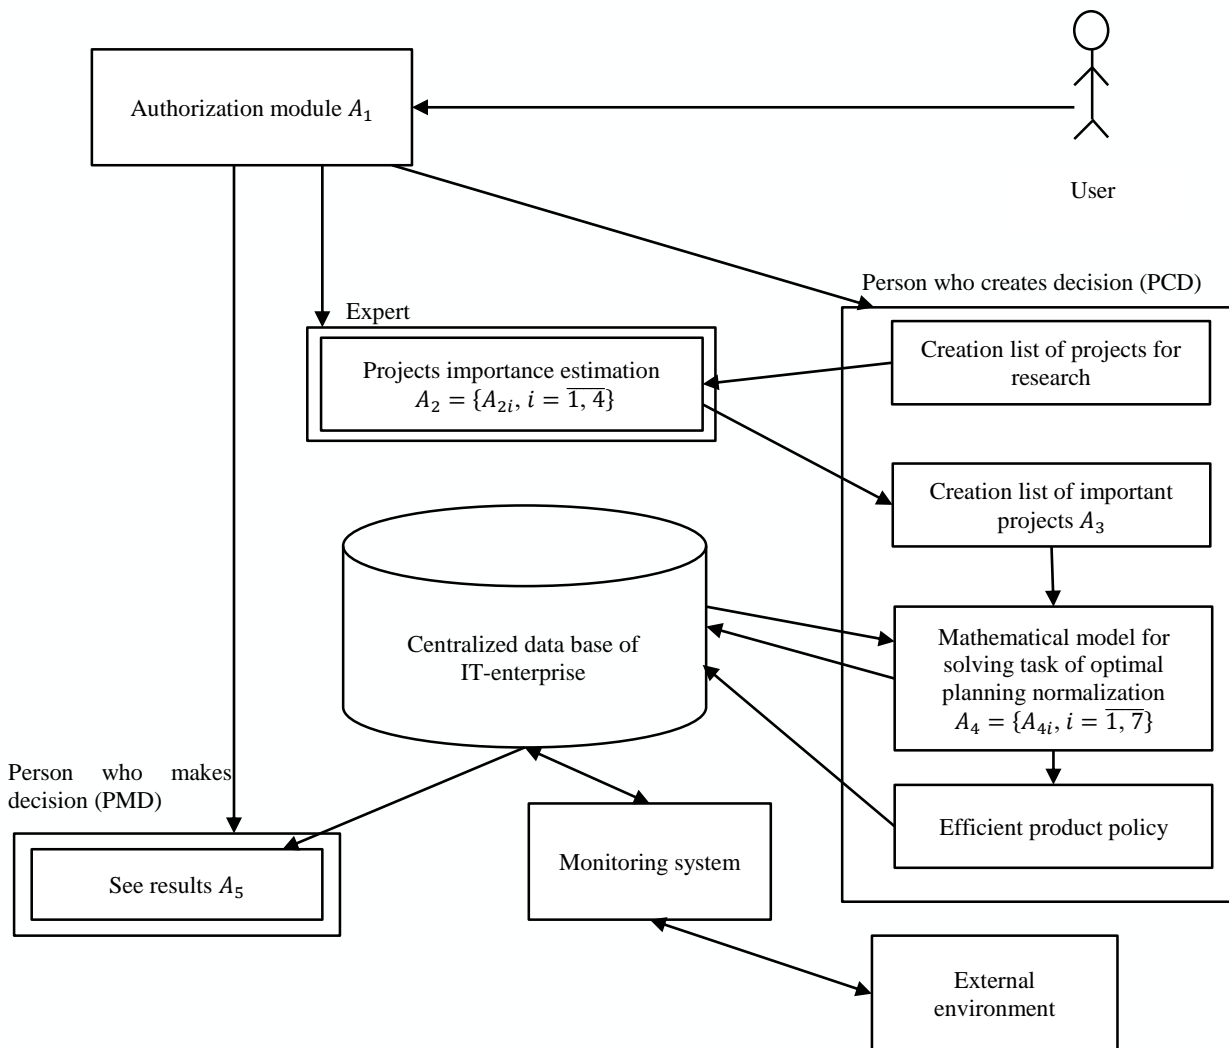 Authorization module 𝐴₁
User
Person who creates decision (PCD)
Expert
Creation list of projects for
research
Projects importance estimation
𝐴₂ = {𝐴₂ᵢ, 𝑖 = 1, 4̅}
Creation list of important
projects 𝐴₃
Centralized data base of
IT-enterprise
Mathematical model for
solving task of optimal
planning normalization
𝐴₄ = {𝐴₄ᵢ, 𝑖 = 1, 7̅}
Person who makes
decision (PMD)
Efficient product policy
Monitoring system
See results 𝐴₅
External
environment